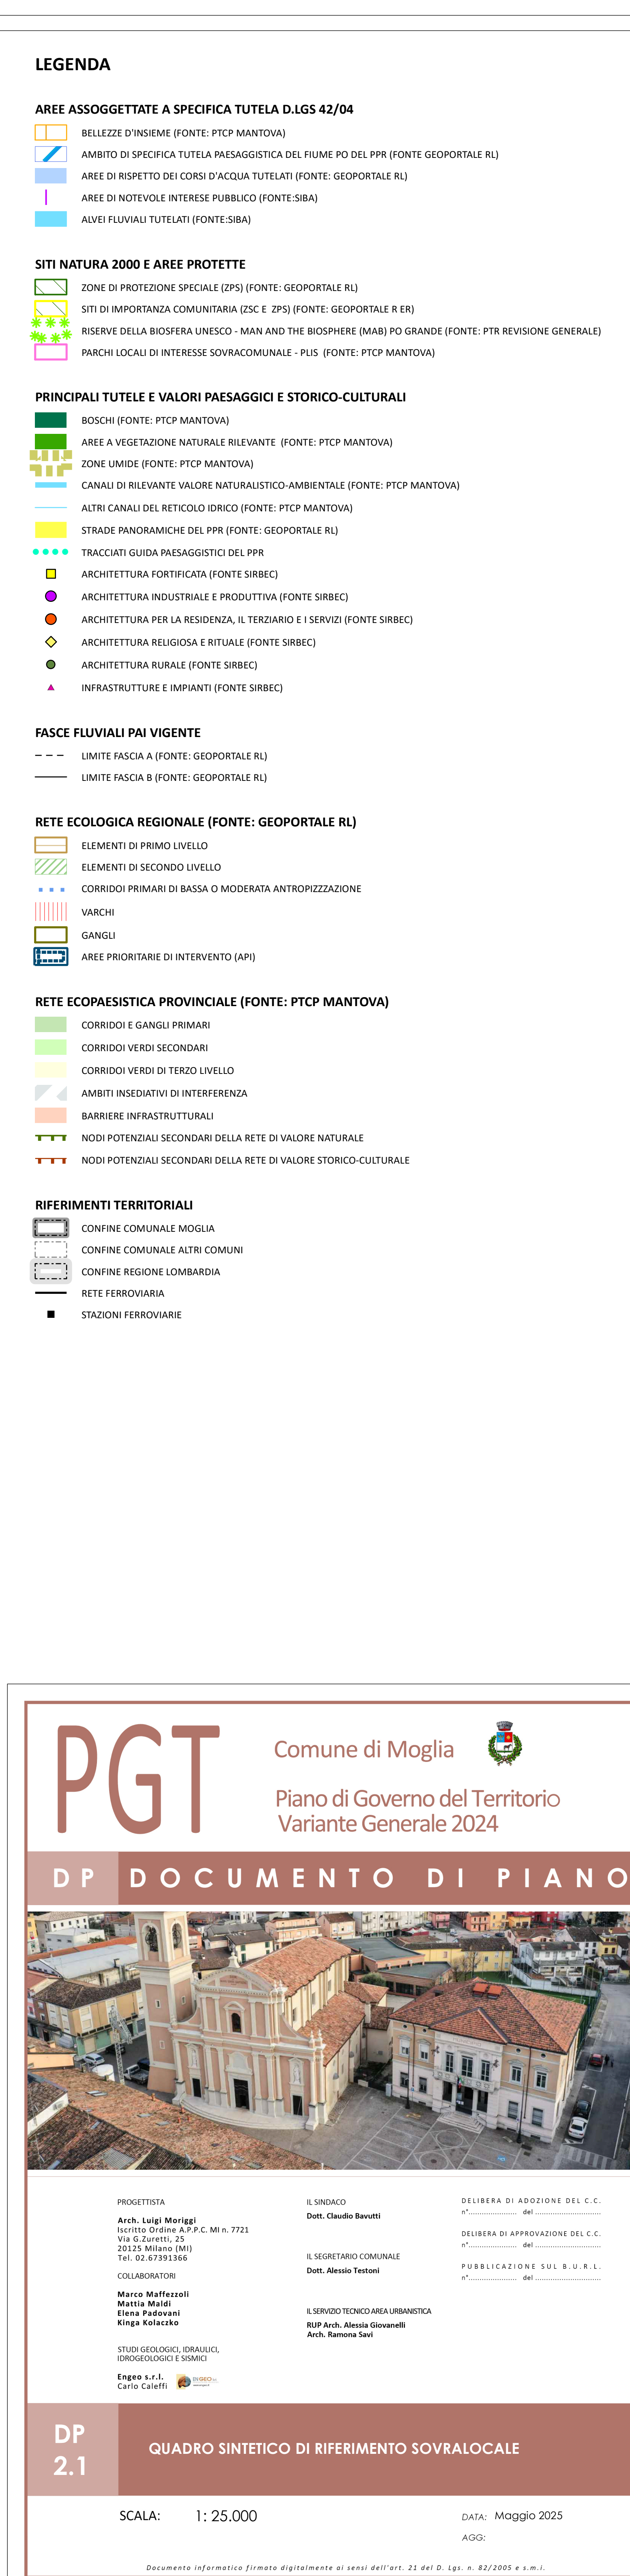 LEGENDA
AREE ASSOGGETTATE A SPECIFICA TUTELA D.LGS 42/04
BELLEZZE D'INSIEME (FONTE: PTCP MANTOVA)
AMBITO DI SPECIFICA TUTELA PAESAGGISTICA DEL FIUME PO DEL PPR (FONTE GEOPORTALE RL)
AREE DI RISPETTO DEI CORSI D'ACQUA TUTELATI (FONTE: GEOPORTALE RL)
AREE DI NOTEVOLE INTERESE PUBBLICO (FONTE:SIBA)
ALVEI FLUVIALI TUTELATI (FONTE:SIBA)
SITI NATURA 2000 E AREE PROTETTE
ZONE DI PROTEZIONE SPECIALE (ZPS) (FONTE: GEOPORTALE RL)
SITI DI IMPORTANZA COMUNITARIA (ZSC E  ZPS) (FONTE: GEOPORTALE R ER)
RISERVE DELLA BIOSFERA UNESCO - MAN AND THE BIOSPHERE (MAB) PO GRANDE (FONTE: PTR REVISIONE GENERALE)
PARCHI LOCALI DI INTERESSE SOVRACOMUNALE - PLIS  (FONTE: PTCP MANTOVA)
PRINCIPALI TUTELE E VALORI PAESAGGICI E STORICO-CULTURALI
BOSCHI (FONTE: PTCP MANTOVA)
AREE A VEGETAZIONE NATURALE RILEVANTE  (FONTE: PTCP MANTOVA)
ZONE UMIDE (FONTE: PTCP MANTOVA)
CANALI DI RILEVANTE VALORE NATURALISTICO-AMBIENTALE (FONTE: PTCP MANTOVA)
ALTRI CANALI DEL RETICOLO IDRICO (FONTE: PTCP MANTOVA)
STRADE PANORAMICHE DEL PPR (FONTE: GEOPORTALE RL)
TRACCIATI GUIDA PAESAGGISTICI DEL PPR
ARCHITETTURA FORTIFICATA (FONTE SIRBEC)
ARCHITETTURA INDUSTRIALE E PRODUTTIVA (FONTE SIRBEC)
ARCHITETTURA PER LA RESIDENZA, IL TERZIARIO E I SERVIZI (FONTE SIRBEC)
ARCHITETTURA RELIGIOSA E RITUALE (FONTE SIRBEC)
ARCHITETTURA RURALE (FONTE SIRBEC)
INFRASTRUTTURE E IMPIANTI (FONTE SIRBEC)
FASCE FLUVIALI PAI VIGENTE
LIMITE FASCIA A (FONTE: GEOPORTALE RL)
LIMITE FASCIA B (FONTE: GEOPORTALE RL)
RETE ECOLOGICA REGIONALE (FONTE: GEOPORTALE RL)
ELEMENTI DI PRIMO LIVELLO
ELEMENTI DI SECONDO LIVELLO
CORRIDOI PRIMARI DI BASSA O MODERATA ANTROPIZZZAZIONE
VARCHI
GANGLI
AREE PRIORITARIE DI INTERVENTO (API)
RETE ECOPAESISTICA PROVINCIALE (FONTE: PTCP MANTOVA)
CORRIDOI E GANGLI PRIMARI
CORRIDOI VERDI SECONDARI
CORRIDOI VERDI DI TERZO LIVELLO
AMBITI INSEDIATIVI DI INTERFERENZA
BARRIERE INFRASTRUTTURALI
NODI POTENZIALI SECONDARI DELLA RETE DI VALORE NATURALE
NODI POTENZIALI SECONDARI DELLA RETE DI VALORE STORICO-CULTURALE
RIFERIMENTI TERRITORIALI
CONFINE COMUNALE MOGLIA
CONFINE COMUNALE ALTRI COMUNI
CONFINE REGIONE LOMBARDIA
RETE FERROVIARIA
STAZIONI FERROVIARIE
PGT
Comune di Moglia
Piano di Governo del Territorio
Variante Generale 2024
DP DOCUMENTO DI PIANO
PROGETTISTA
Arch. Luigi Moriggi
Iscritto Ordine A.P.P.C. MI n. 7721
Via G.Zuretti, 25
20125 Milano (MI)
Tel. 02.67391366
COLLABORATORI
Marco Maffezzoli
Mattia Maldi
Elena Padovani
Kinga Kolaczko
STUDI GEOLOGICI, IDRAULICI,
IDROGEOLOGICI E SISMICI
Engeo s.r.l.
Carlo Caleffi
IL SINDACO
Dott. Claudio Bavutti
IL SEGRETARIO COMUNALE
Dott. Alessio Testoni
IL SERVIZIO TECNICO AREA URBANISTICA
RUP Arch. Alessia Giovanelli
Arch. Ramona Savi
DELIBERA DI ADOZIONE DEL C.C.
n°...................... del ..............................
DELIBERA DI APPROVAZIONE DEL C.C.
n°...................... del ..............................
PUBBLICAZIONE SUL B.U.R.L.
n°...................... del ..............................
DP
2.1
QUADRO SINTETICO DI RIFERIMENTO SOVRALOCALE
SCALA: 1: 25.000
DATA: Maggio 2025
AGG:
Documento informatico firmato digitalmente ai sensi dell'art. 21 del D. Lgs. n. 82/2005 e s.m.i.